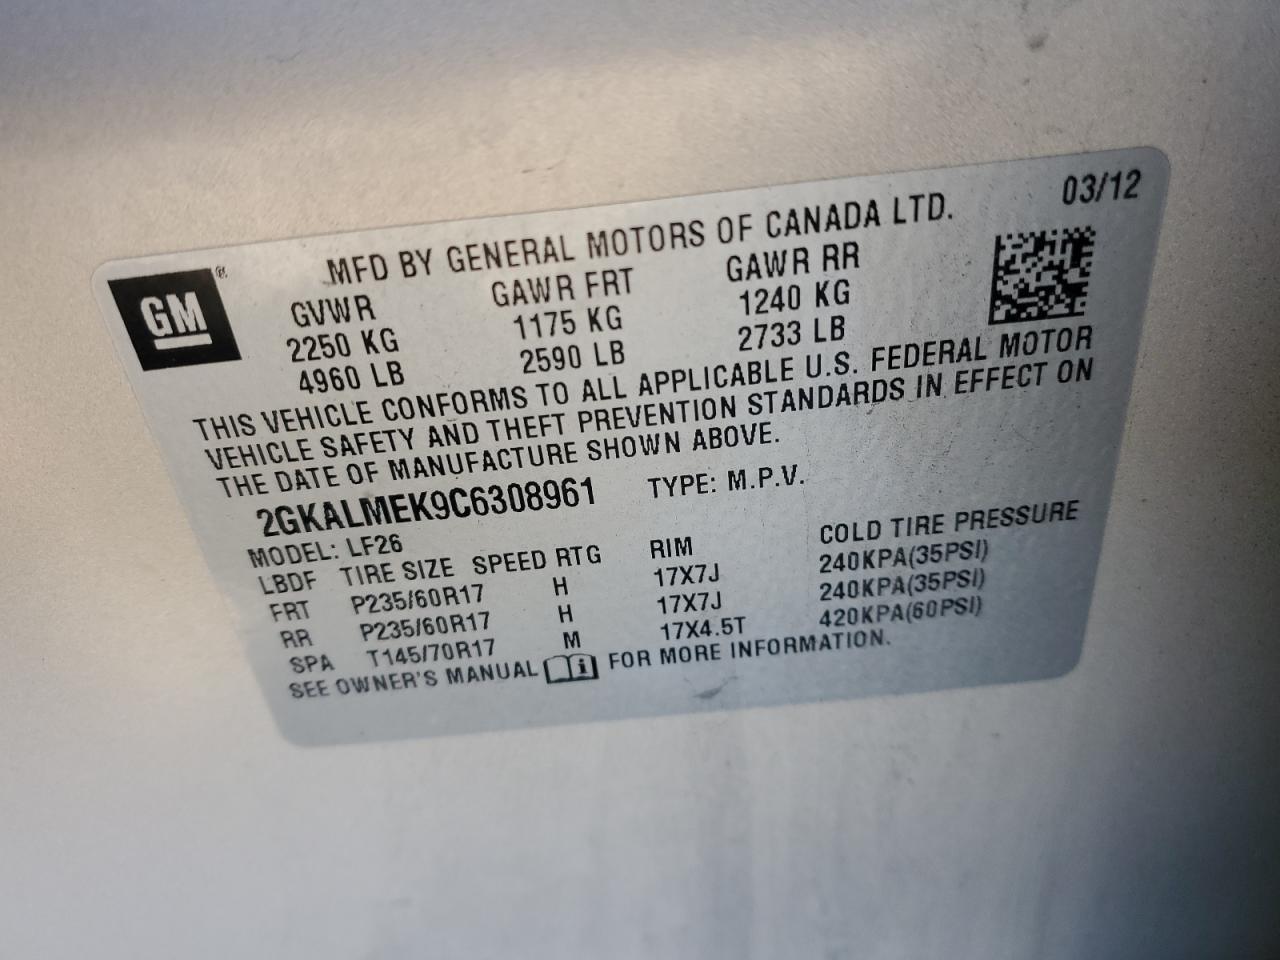 03/12
MFD BY GENERAL MOTORS OF CANADA LTD.
GM®
GVWR GAWR FRT GAWR RR
2250 KG 1175 KG 1240 KG
4960 LB 2590 LB 2733 LB
THIS VEHICLE CONFORMS TO ALL APPLICABLE U.S. FEDERAL MOTOR
VEHICLE SAFETY AND THEFT PREVENTION STANDARDS IN EFFECT ON
THE DATE OF MANUFACTURE SHOWN ABOVE.
2GKALMEK9C6308961 TYPE: M.P.V.
MODEL: LF26
LBDF TIRE SIZE SPEED RTG RIM COLD TIRE PRESSURE
FRT P235/60R17 H 17X7J 240KPA(35PSI)
RR P235/60R17 H 17X7J 240KPA(35PSI)
SPA T145/70R17 M 17X4.5T 420KPA(60PSI)
SEE OWNER'S MANUAL i FOR MORE INFORMATION.